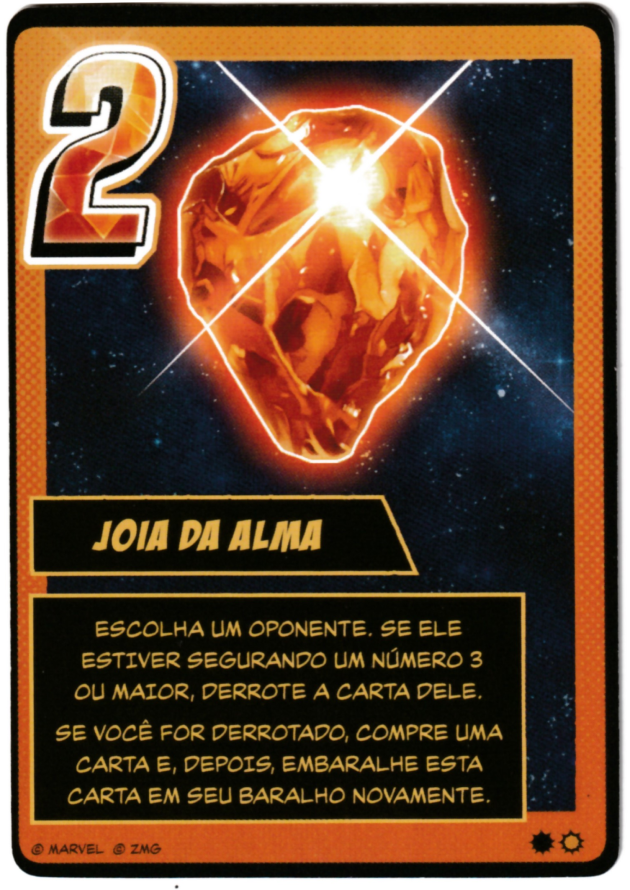 2
JOIA DA ALMA
ESCOLHA UM OPONENTE. SE ELE
ESTIVER SEGURANDO UM NÚMERO 3
OU MAIOR, DERROTE A CARTA DELE.
SE VOCÊ FOR DERROTADO, COMPRE UMA
CARTA E, DEPOIS, EMBARALHE ESTA
CARTA EM SEU BARALHO NOVAMENTE.
© MARVEL © ZMG